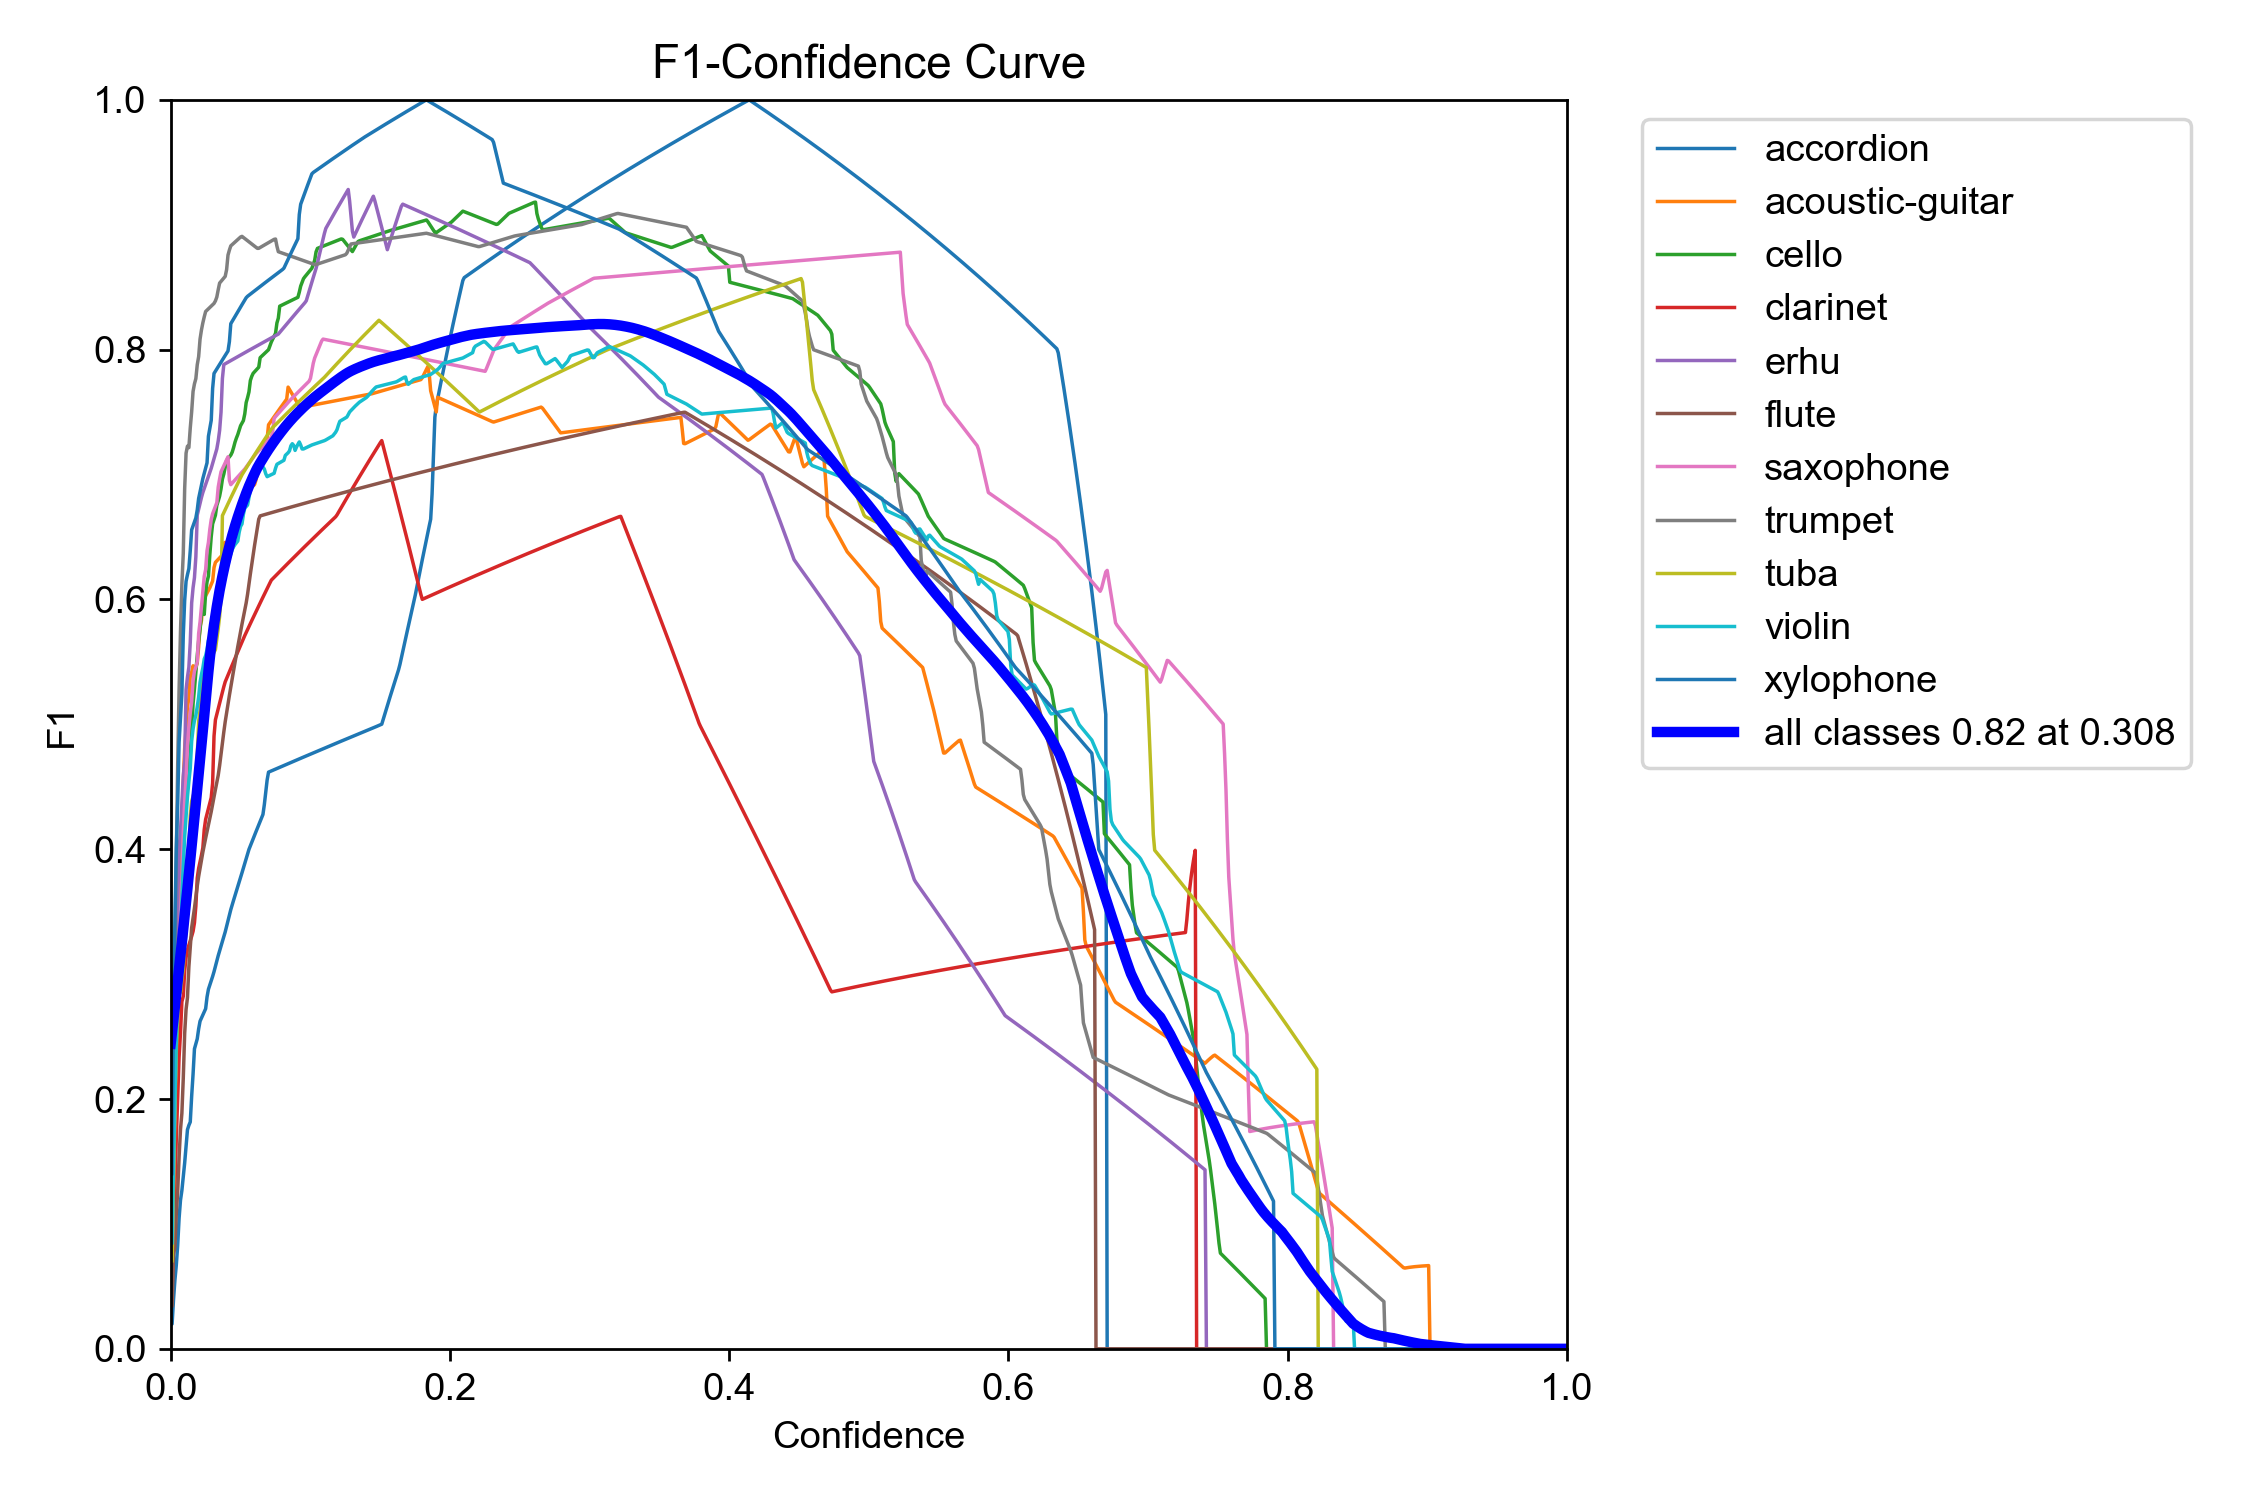 F1-Confidence Curve
1.0
0.8
0.6
0.4
0.2
0.0
F1
0.0 0.2 0.4 0.6 0.8 1.0
Confidence
accordion
acoustic-guitar
cello
clarinet
erhu
flute
saxophone
trumpet
tuba
violin
xylophone
all classes 0.82 at 0.308